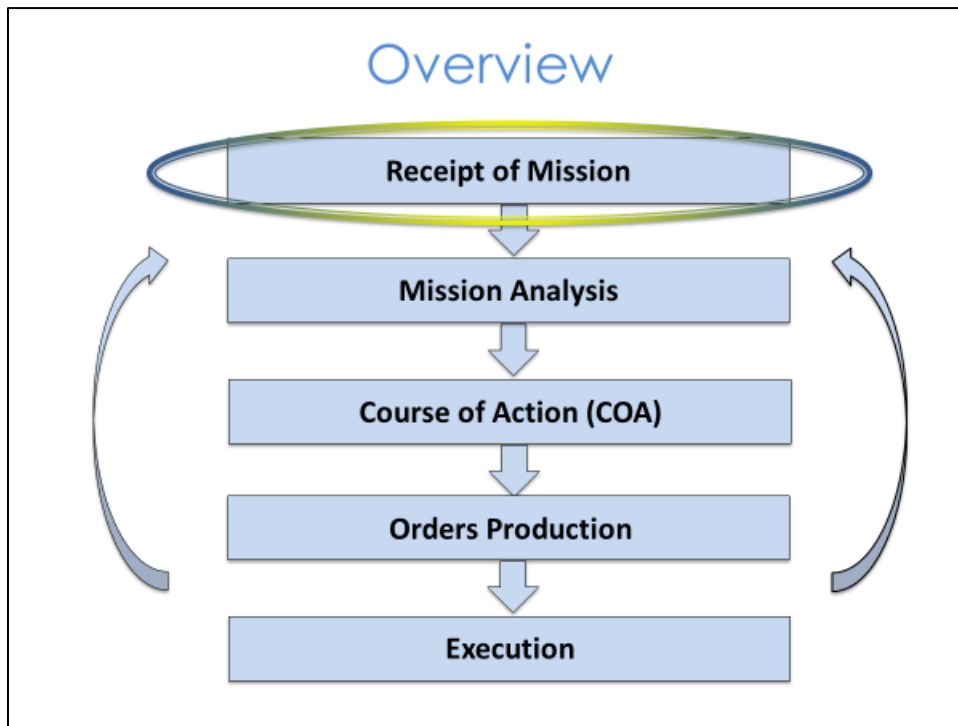 Overview
Receipt of Mission
Mission Analysis
Course of Action (COA)
Orders Production
Execution